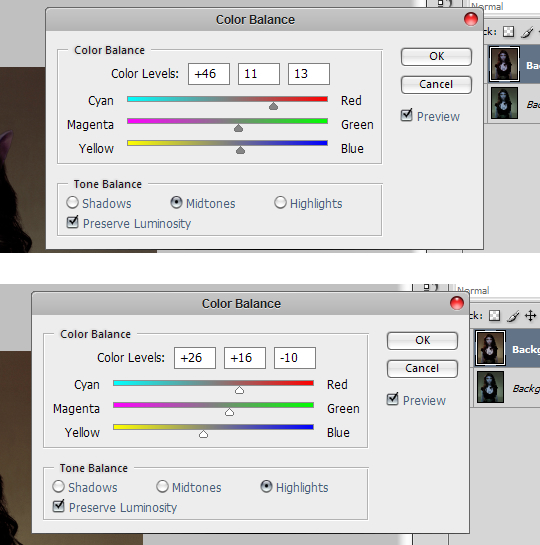 Normal
Color Balance
ck:
Color Balance
OK
Color Levels: +46 11 13
Cyan Red
Cancel
Magenta Green
Preview
Yellow Blue
Tone Balance
Shadows Midtones Highlights
Preserve Luminosity
Normal
Color Balance
ck:
Color Balance
OK
Color Levels: +26 +16 -10
Backg
Cyan Red
Cancel
Magenta Green
Preview
Backg
Yellow Blue
Tone Balance
Shadows Midtones Highlights
Preserve Luminosity